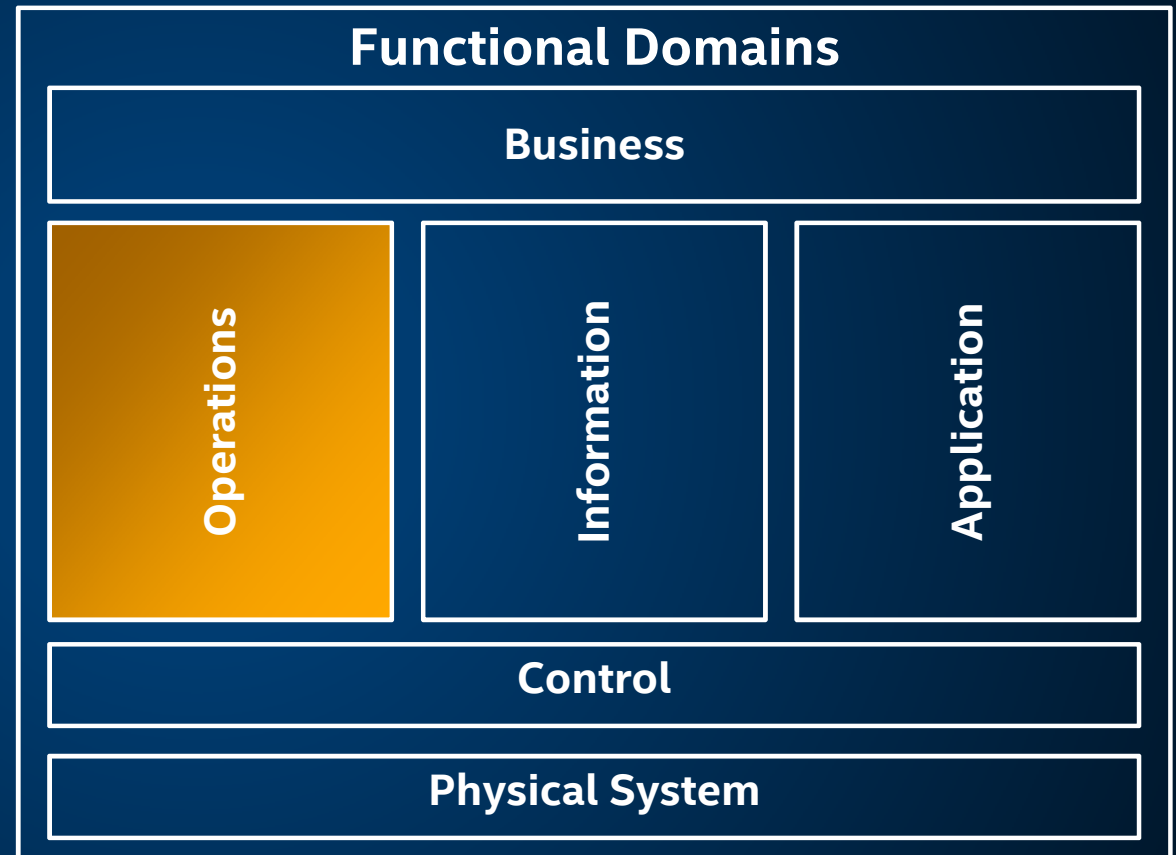 Functional Domains
Business
Operations
Information
Application
Control
Physical System